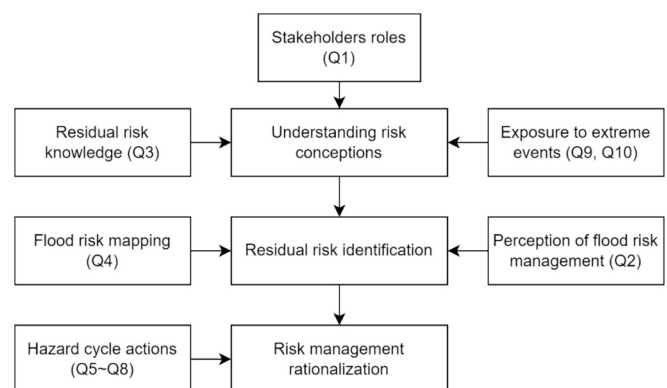 Stakeholders roles
(Q1)
Residual risk
knowledge (Q3)
Understanding risk
conceptions
Exposure to extreme
events (Q9, Q10)
Flood risk mapping
(Q4)
Residual risk identification
Perception of flood risk
management (Q2)
Hazard cycle actions
(Q5~Q8)
Risk management
rationalization